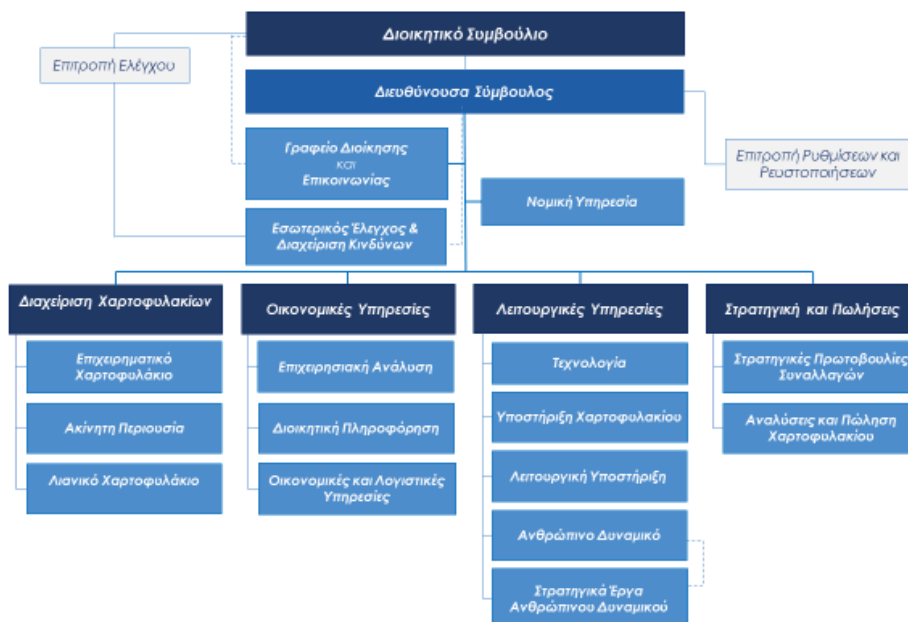 Διοικητικό Συμβούλιο
Επιτροπή Ελέγχου
Διευθύνουσα Σύμβουλος
Γραφείο Διοίκησης
και
Επικοινωνίας
Επιτροπή Ρυθμίσεων και
Ρευστοποιήσεων
Νομική Υπηρεσία
Εσωτερικός Έλεγχος &
Διαχείριση Κινδύνων
Διαχείριση Χαρτοφυλακίων
Επιχειρηματικό
Χαρτοφυλάκιο
Ακίνητη Περιουσία
Λιανικό Χαρτοφυλάκιο
Οικονομικές Υπηρεσίες
Επιχειρησιακή Ανάλυση
Διοικητική Πληροφόρηση
Οικονομικές και Λογιστικές
Υπηρεσίες
Λειτουργικές Υπηρεσίες
Τεχνολογία
Υποστήριξη Χαρτοφυλακίου
Λειτουργική Υποστήριξη
Ανθρώπινο Δυναμικό
Στρατηγικά Έργα
Ανθρώπινου Δυναμικού
Στρατηγική και Πωλήσεις
Στρατηγικές Πρωτοβουλίες
Συναλλαγών
Αναλύσεις και Πώληση
Χαρτοφυλακίου